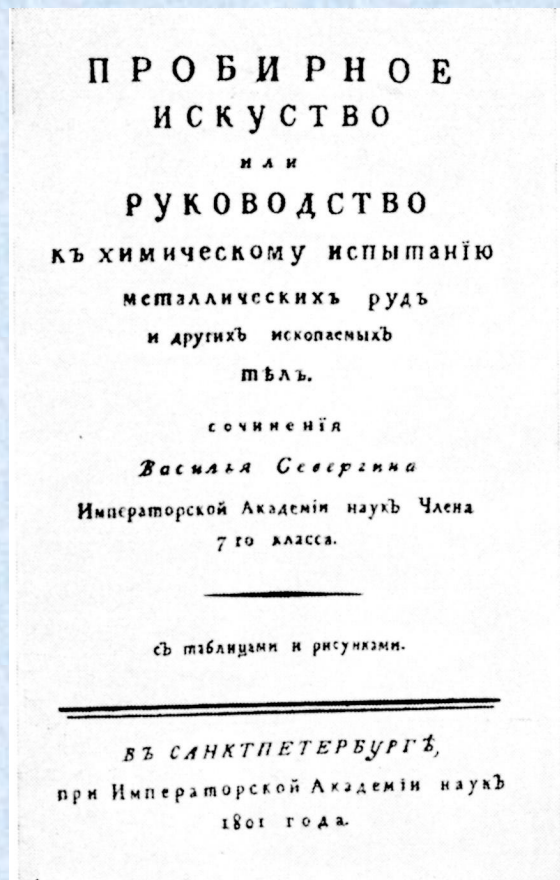 ПРОБИРНОЕ
ИСКУСТВО
или
РУКОВОДСТВО
къ химическому испытанїю
металлическихъ рудъ
и другихъ ископаемыхъ
тѣлъ.
сочиненїя
Василья Севергина
Императорской Академїи наукъ Члена
7 го класса.
съ таблицами и рисунками.
ВЪ САНКТПЕТЕРБУРГѢ,
при Императорской Академїи наукъ
1801 года.